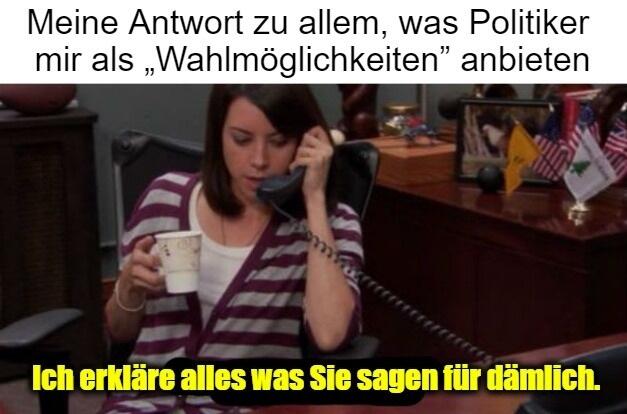 Meine Antwort zu allem, was Politiker
mir als „Wahlmöglichkeiten” anbieten
Ich erkläre alles was Sie sagen für dämlich.